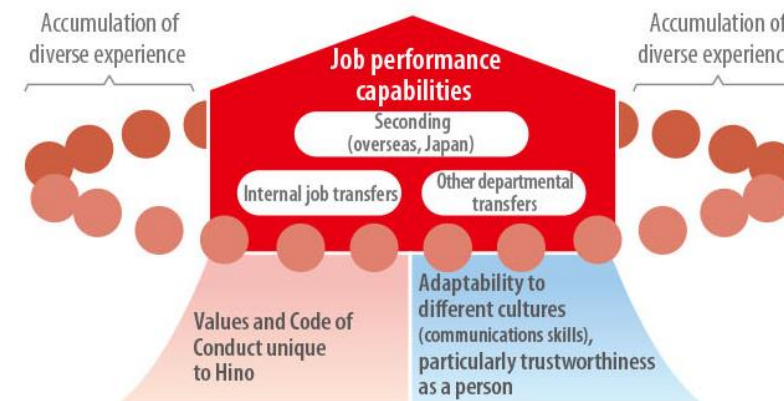 Accumulation of
diverse experience
Accumulation of
diverse experienc
Job performance
capabilities
Seconding
(overseas, Japan)
Internal job transfers
Other departmental
transfers
Values and Code of
Conduct unique
to Hino
Adaptability to
different cultures
(communications skills),
particularly trustworthiness
as a person